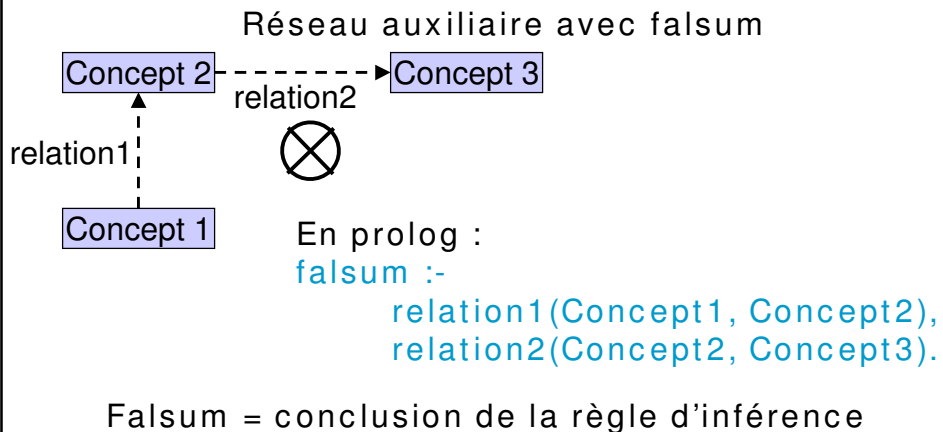 Réseau auxiliaire avec falsum
Concept 2
Concept 3
relation2
relation1
Concept 1
En prolog :
falsum :-
relation1(Concept1, Concept2),
relation2(Concept2, Concept3).
Falsum = conclusion de la règle d'inférence